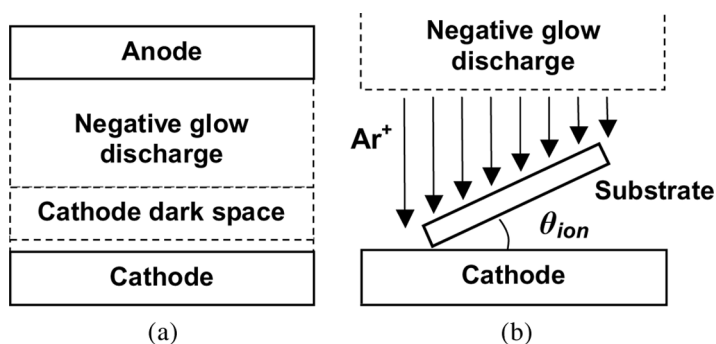 Anode
Negative glow
discharge
Cathode dark space
Cathode
(a)
Negative glow
discharge
Ar⁺
Substrate
θion
Cathode
(b)